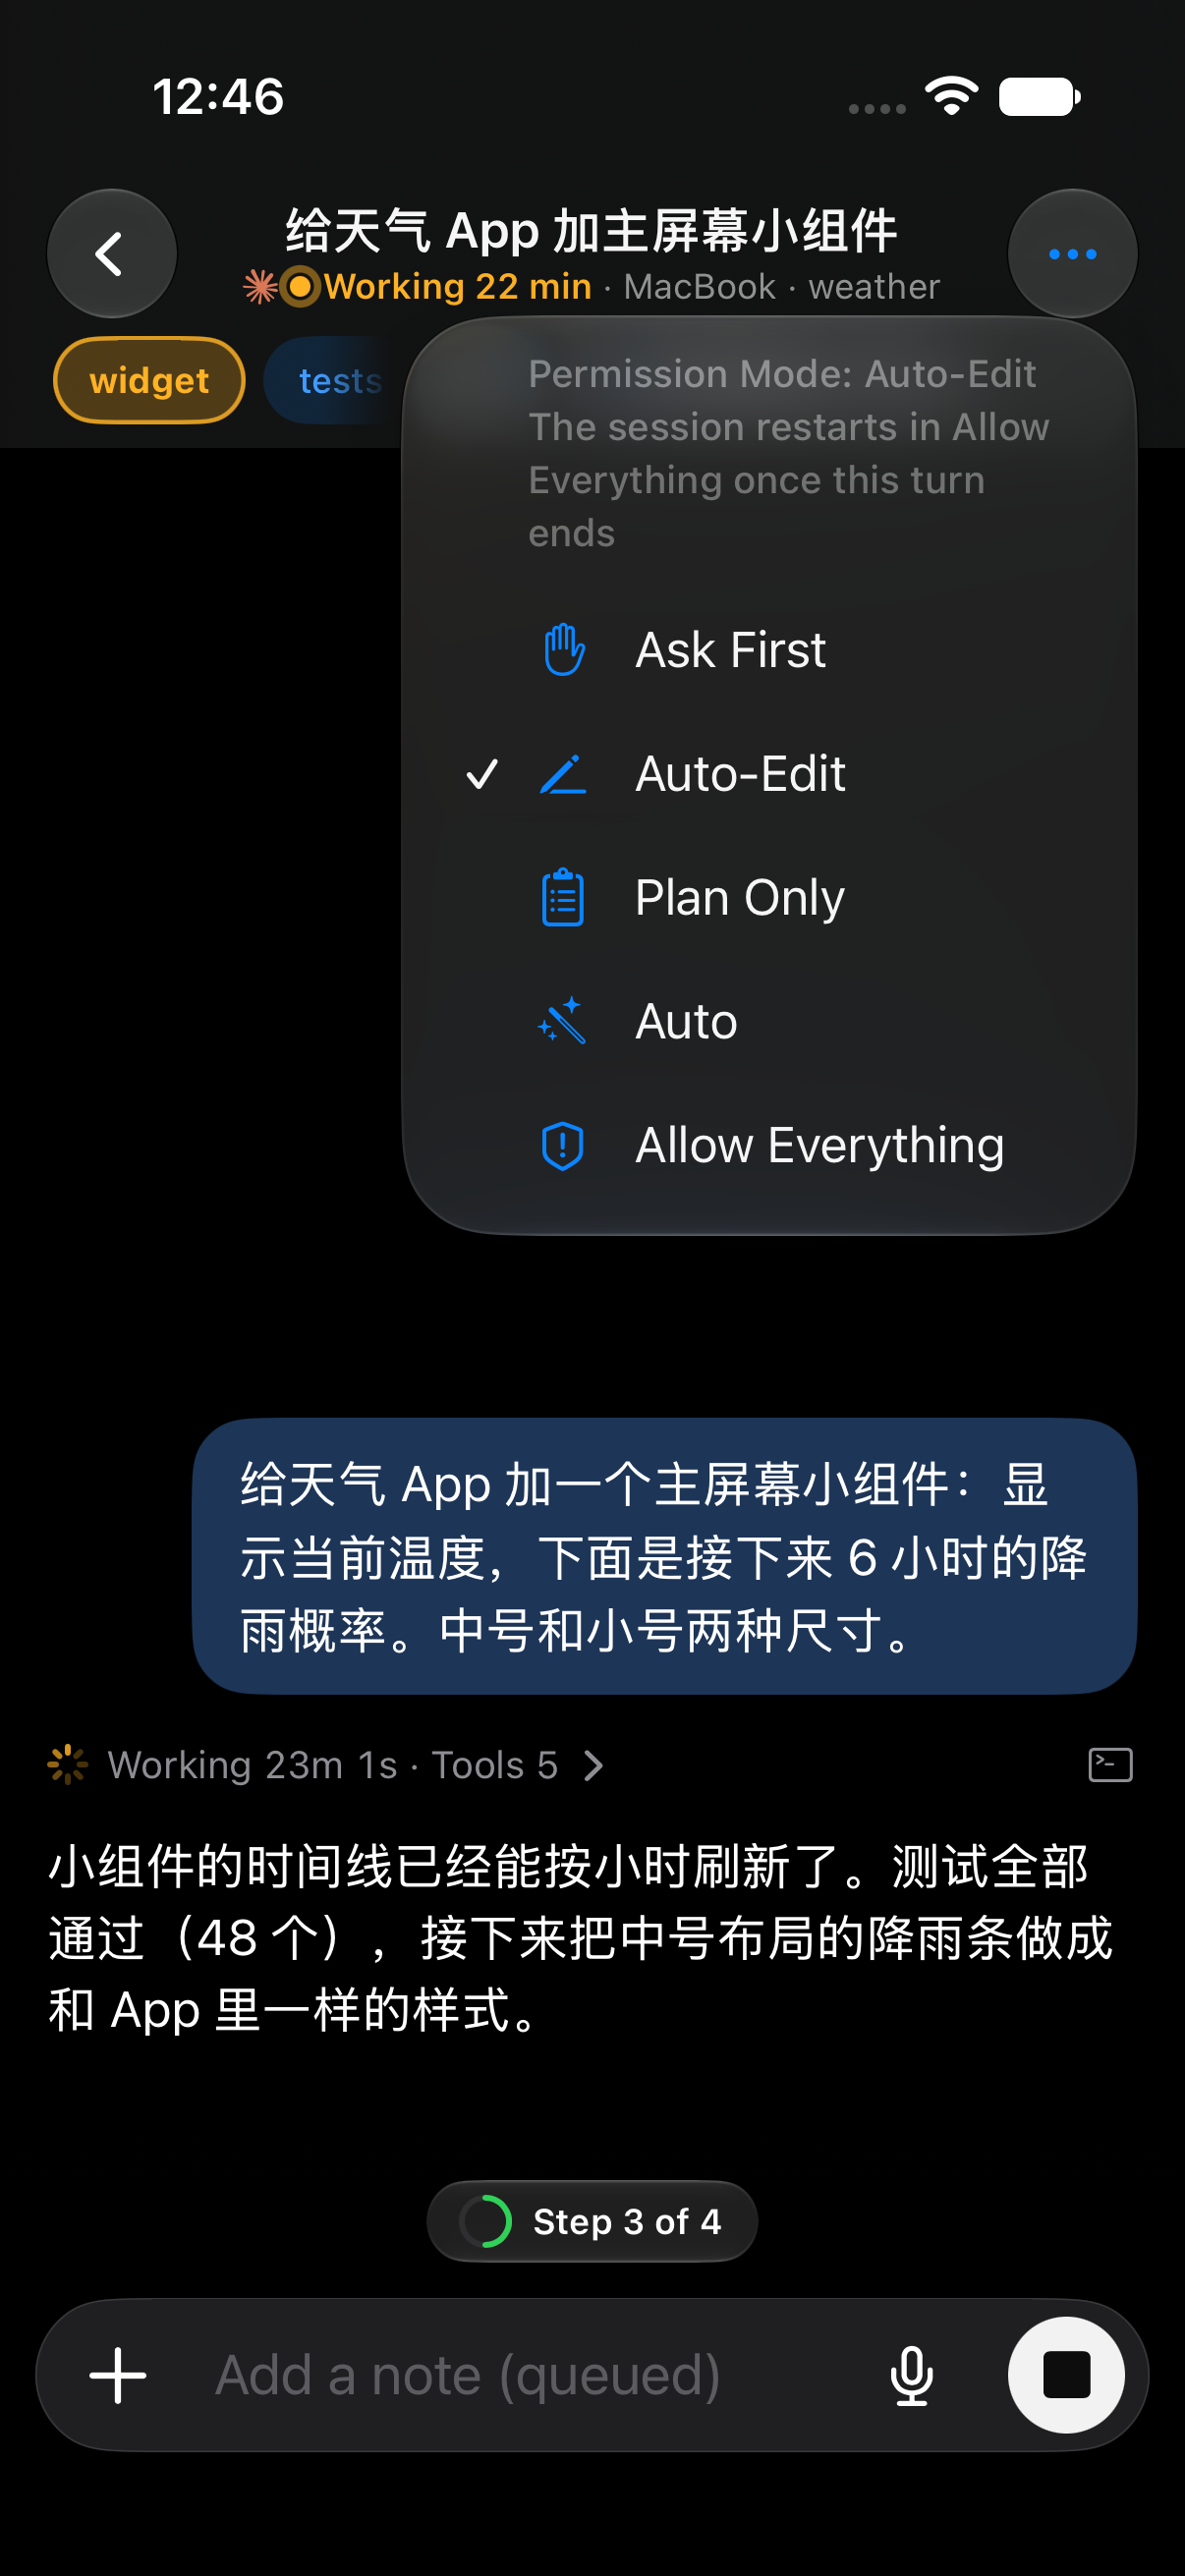 12:46
给天气 App 加主屏幕小组件
Working 22 min · MacBook · weather
widget
tests
Permission Mode: Auto-Edit
The session restarts in Allow
Everything once this turn
ends
Ask First
Auto-Edit
Plan Only
Auto
Allow Everything
给天气 App 加一个主屏幕小组件：显
示当前温度，下面是接下来 6 小时的降
雨概率。中号和小号两种尺寸。
Working 23m 1s · Tools 5
小组件的时间线已经能按小时刷新了。测试全部
通过（48 个），接下来把中号布局的降雨条做成
和 App 里一样的样式。
Step 3 of 4
Add a note (queued)